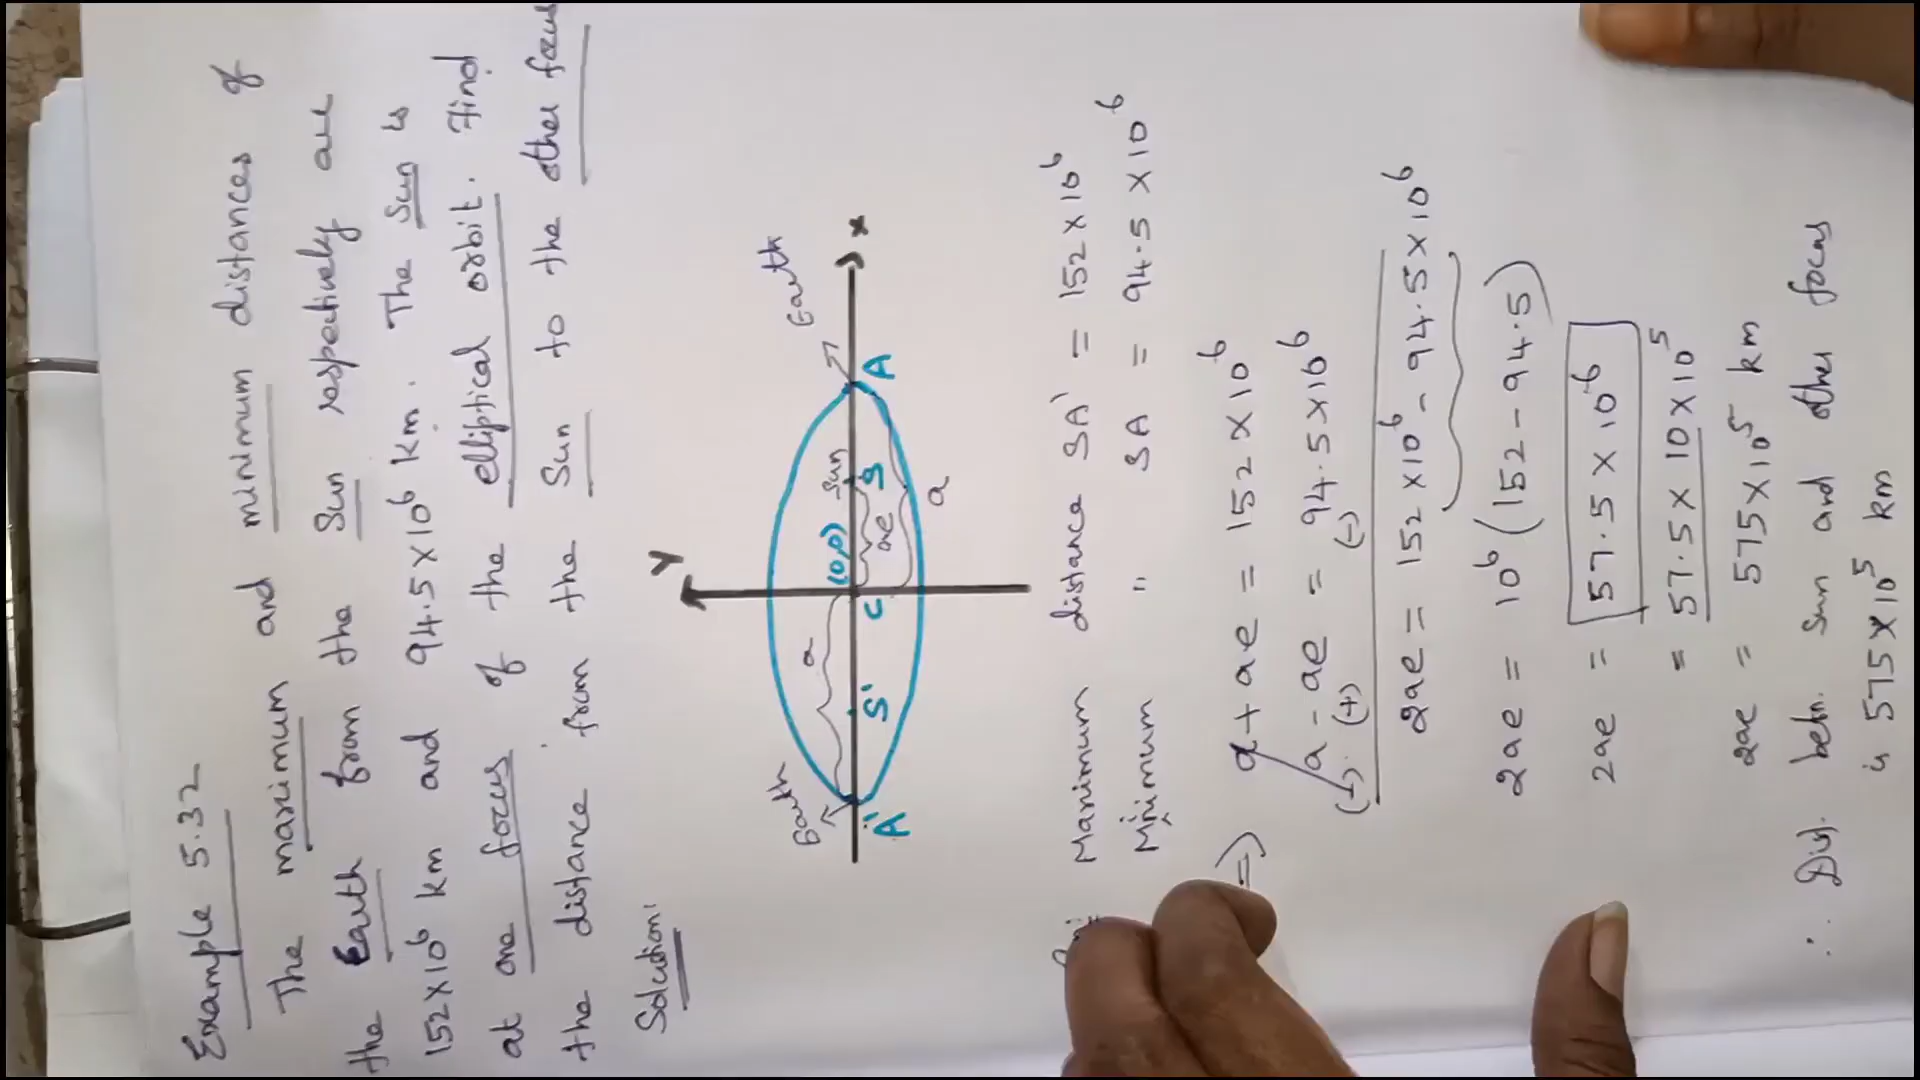 Example 5.32
The maximum and minimum distances of
the Earth from the Sun respectively are
152×10⁶ km and 94.5×10⁶ km. The Sun is
at one focus of the elliptical orbit. Find
the distance from the Sun to the other focus
Solution:
Y
Earth
Earth
a
(0,0)
Sun
x
A'
S'
C
ae
S
A
a
Maximum distance SA' = 152×10⁶
Minimum " SA = 94.5×10⁶
=> a+ae = 152×10⁶
a-ae = 94.5×10⁶
(-) (+) (-)
2ae = 152×10⁶ - 94.5×10⁶
2ae = 10⁶ (152-94.5)
2ae = 57.5×10⁶
= 57.5×10×10⁵
2ae = 575×10⁵ km
∴ Dis. betn. Sun and other focus
is 575×10⁵ km